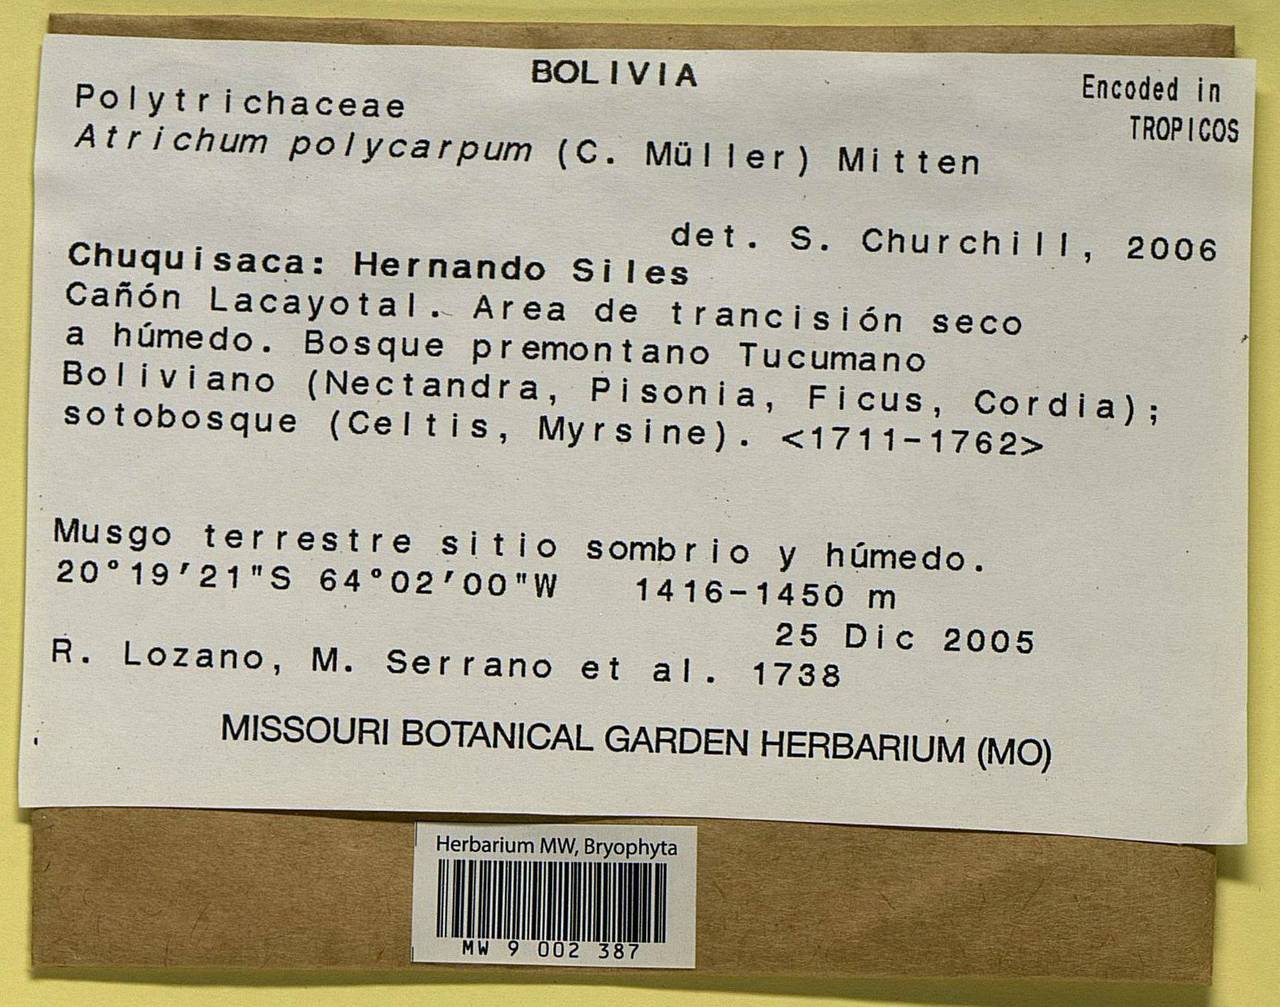 BOLIVIA
Encoded in
TROPICOS
Polytrichaceae
Atrichum polycarpum (C. Müller) Mitten
det. S. Churchill, 2006
Chuquisaca: Hernando Siles
Cañón Lacayotal. Area de trancisión seco
a húmedo. Bosque premontano Tucumano
Boliviano (Nectandra, Pisonia, Ficus, Cordia);
sotobosque (Celtis, Myrsine). <1711-1762>
Musgo terrestre sitio sombrio y húmedo.
20°19'21"S 64°02'00"W 1416-1450 m
25 Dic 2005
R. Lozano, M. Serrano et al. 1738
MISSOURI BOTANICAL GARDEN HERBARIUM (MO)
Herbarium MW, Bryophyta
MW 9 002 387